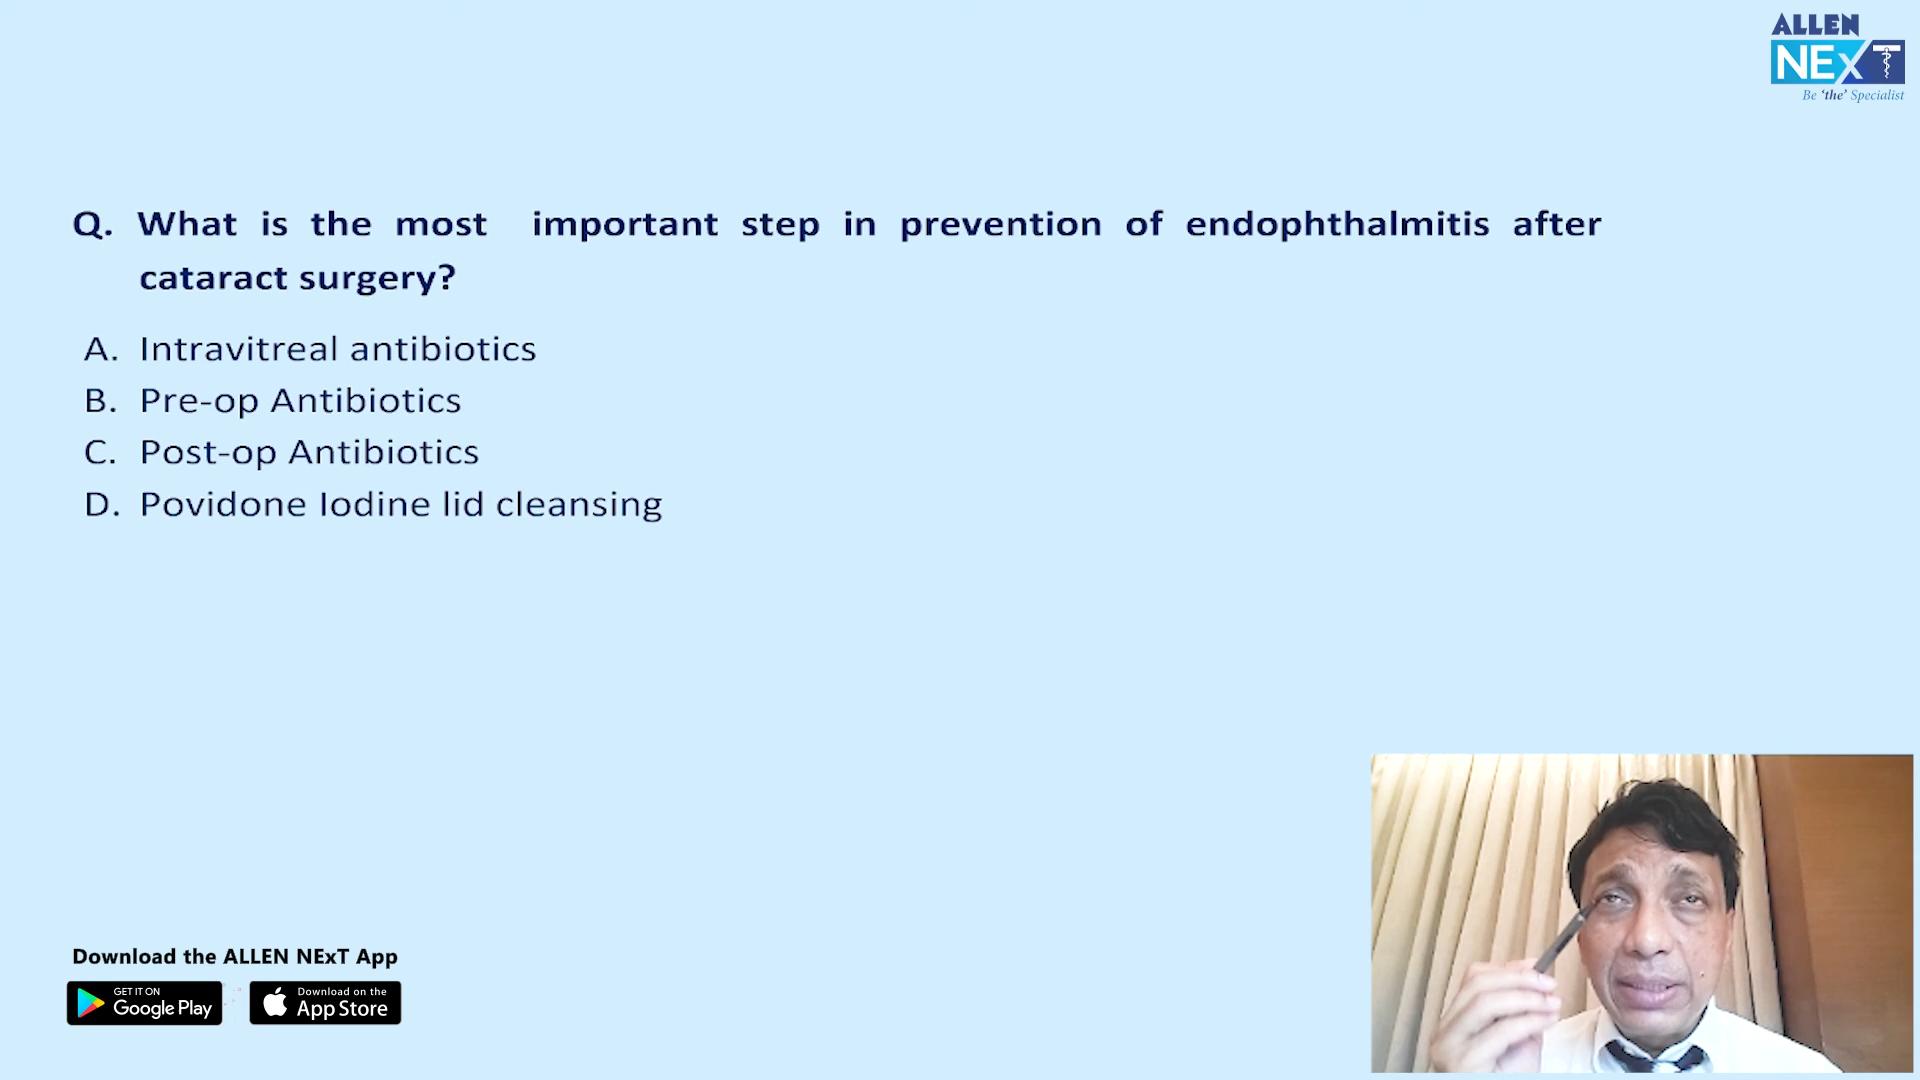 ALLEN
NExT
Be 'the' Specialist
Q. What is the most important step in prevention of endophthalmitis after
cataract surgery?
A. Intravitreal antibiotics
B. Pre-op Antibiotics
C. Post-op Antibiotics
D. Povidone Iodine lid cleansing
Download the ALLEN NExT App
GET IT ON
Google Play
Download on the
App Store